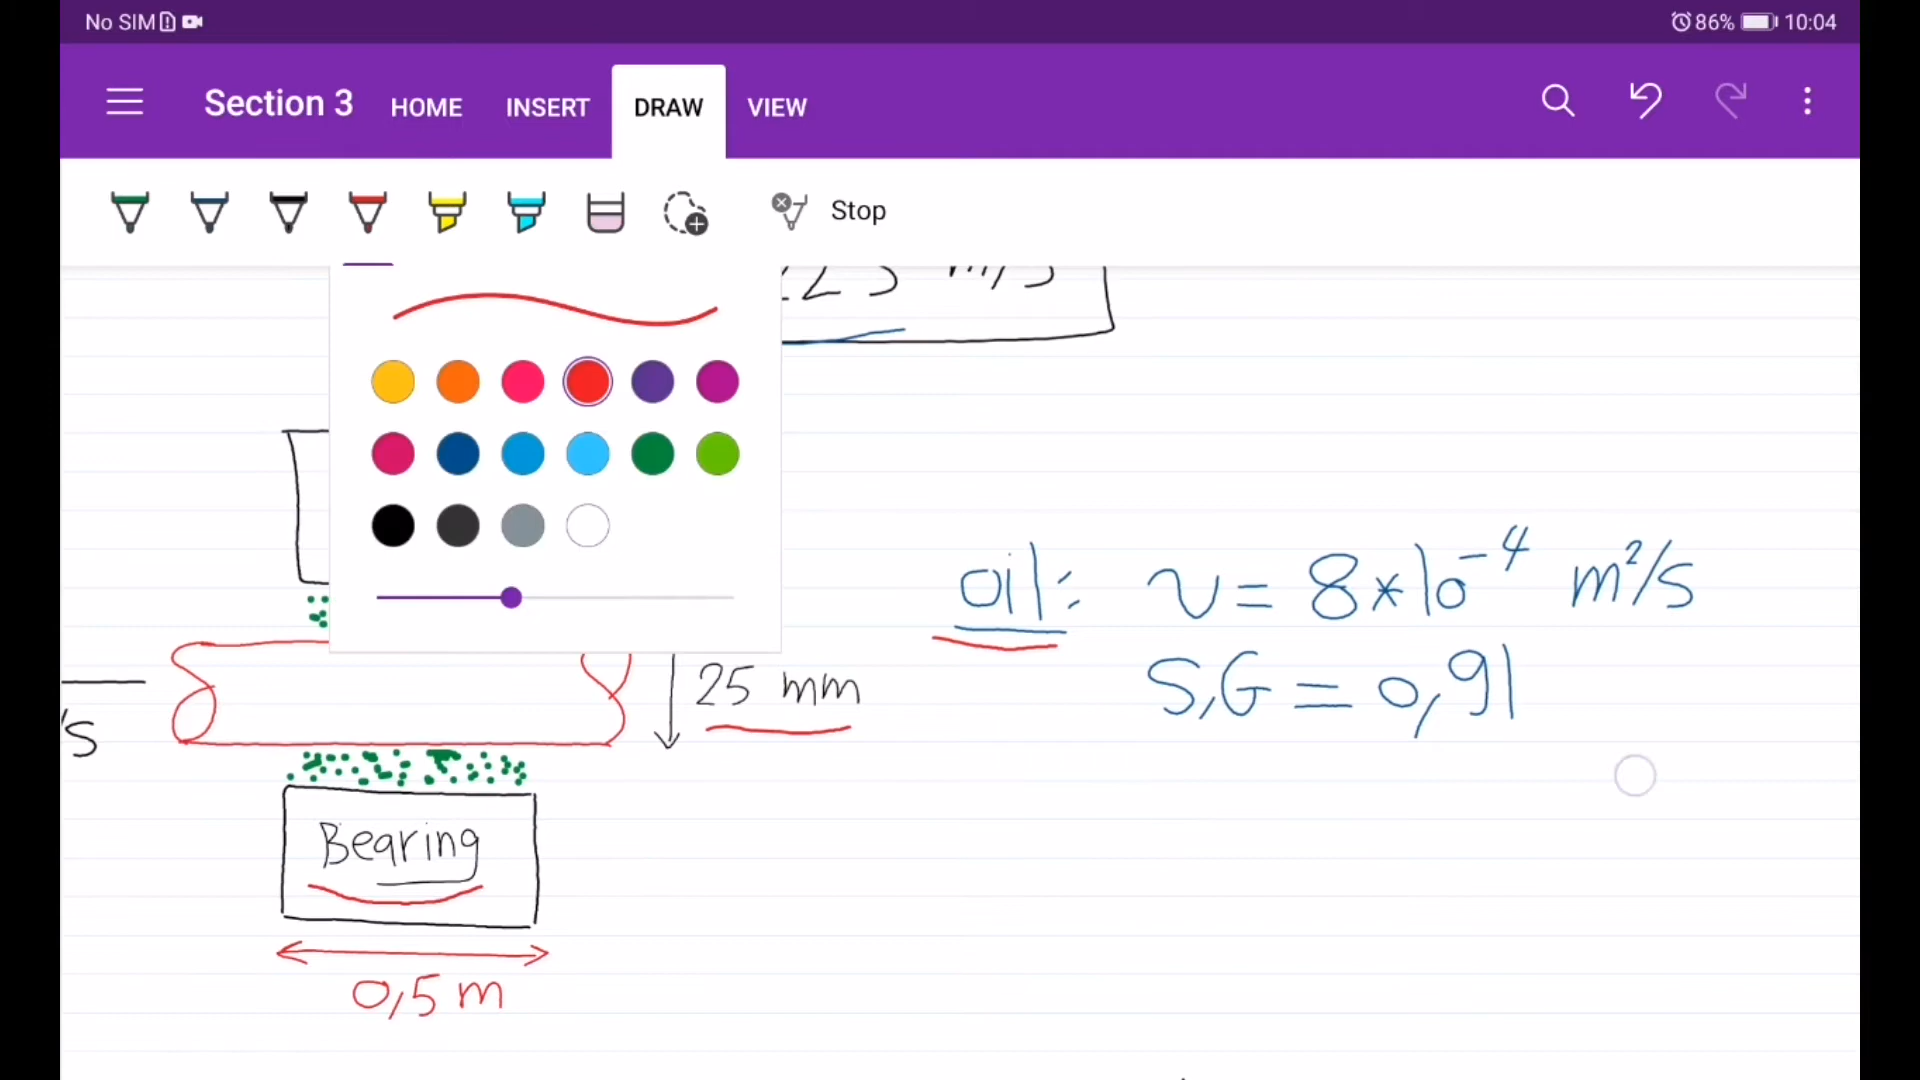 No SIM
86% 10:04
Section 3 HOME INSERT DRAW VIEW
Stop
25 m/s
oil: ν = 8*10⁻⁴ m²/s
S,G = 0,91
25 mm
's
Bearing
0,5 m